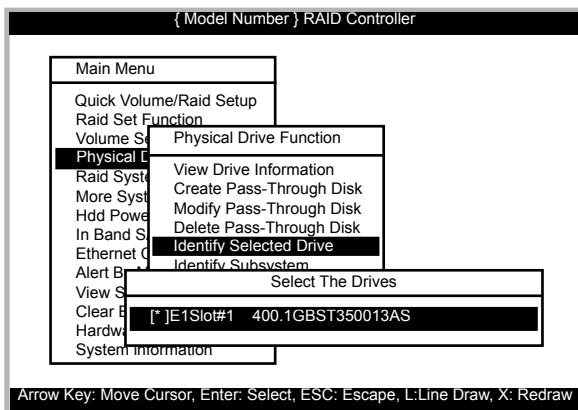 { Model Number } RAID Controller
Main Menu
Quick Volume/Raid Setup
Raid Set Function
Volume Se
Physical D
Raid Syste
More Syst
Hdd Powe
In Band S
Ethernet C
Alert By M
View S
Clear E
Hardwa
System Information
Physical Drive Function
View Drive Information
Create Pass-Through Disk
Modify Pass-Through Disk
Delete Pass-Through Disk
Identify Selected Drive
Identify Subsystem
Select The Drives
[* ]E1Slot#1 400.1GBST350013AS
Arrow Key: Move Cursor, Enter: Select, ESC: Escape, L:Line Draw, X: Redraw